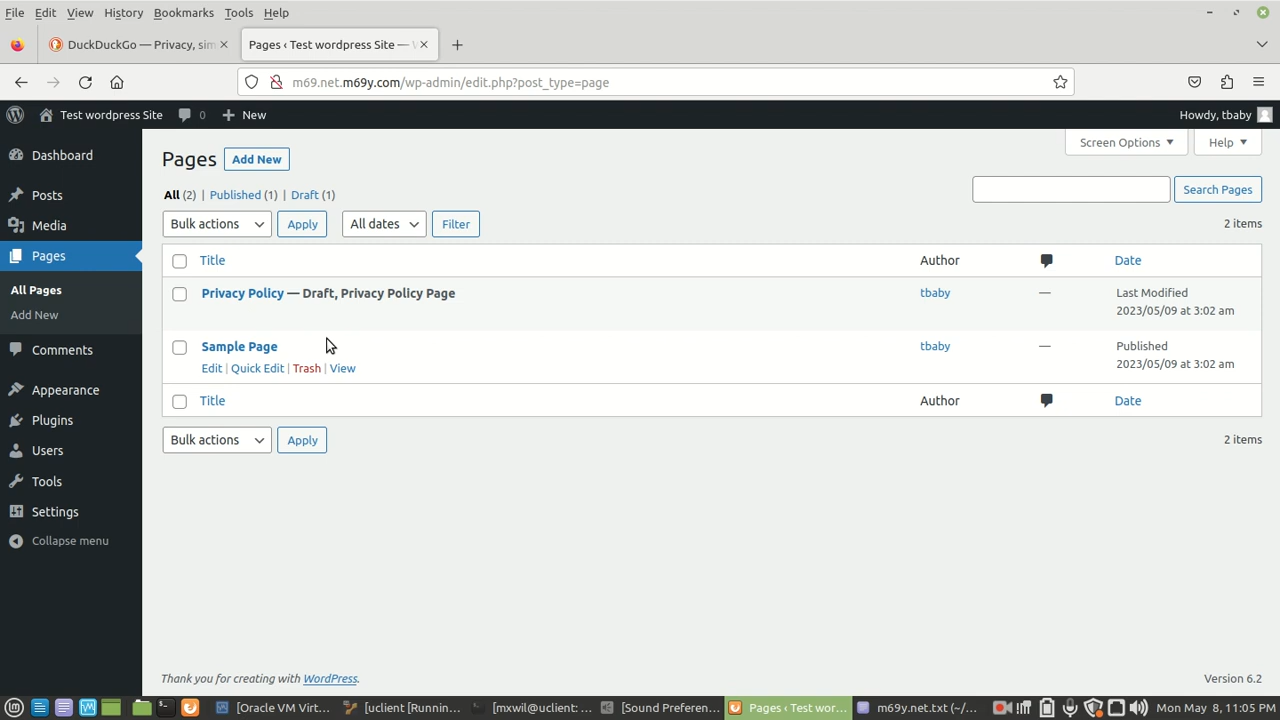 File Edit View History Bookmarks Tools Help
DuckDuckGo — Privacy, sim
Pages ‹ Test wordpress Site — W
m69.net.m69y.com/wp-admin/edit.php?post_type=page
Test wordpress Site 0 New Howdy, tbaby
Screen Options Help
Dashboard
Posts
Media
Pages
All Pages
Add New
Comments
Appearance
Plugins
Users
Tools
Settings
Collapse menu
Pages Add New
All (2) | Published (1) | Draft (1)
Search Pages
Bulk actions Apply All dates Filter 2 items
Title Author Date
Privacy Policy — Draft, Privacy Policy Page tbaby — Last Modified
2023/05/09 at 3:02 am
Sample Page tbaby — Published
Edit | Quick Edit | Trash | View 2023/05/09 at 3:02 am
Title Author Date
Bulk actions Apply 2 items
Thank you for creating with WordPress. Version 6.2
[Oracle VM Virt... [uclient [Runnin... [mxwil@uclient: ... [Sound Preferen... Pages ‹ Test wor... m69y.net.txt (~/... Mon May 8, 11:05 PM